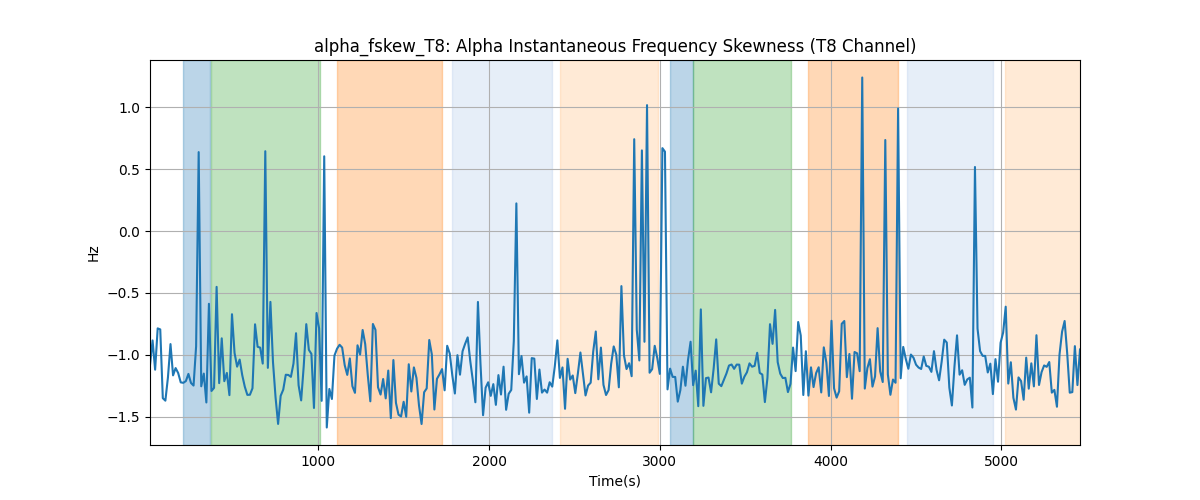 alpha_fskew_T8: Alpha Instantaneous Frequency Skewness (T8 Channel)
1.0
0.5
0.0
−0.5
−1.0
−1.5
Hz
1000 2000 3000 4000 5000
Time(s)